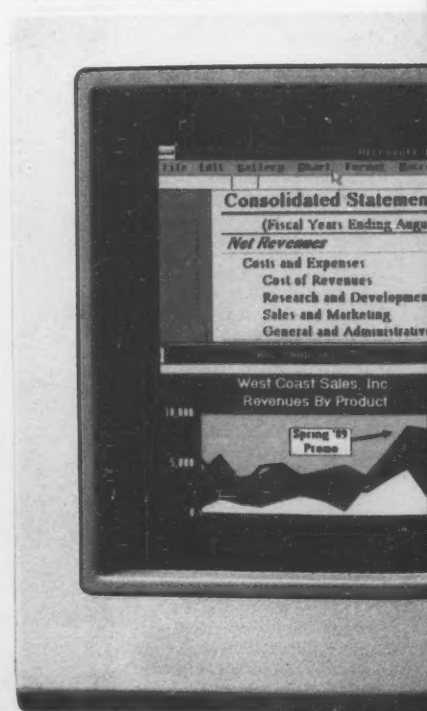 Microsoft
File Edit Gallery Chart Format
Consolidated Statemen
(Fiscal Years Ending Augu
Net Revenues
Costs and Expenses
Cost of Revenues
Research and Developmen
Sales and Marketing
General and Administrative
West Coast Sales, Inc.
Revenues By Product
10,000
Spring '89
Promo
5,000
0